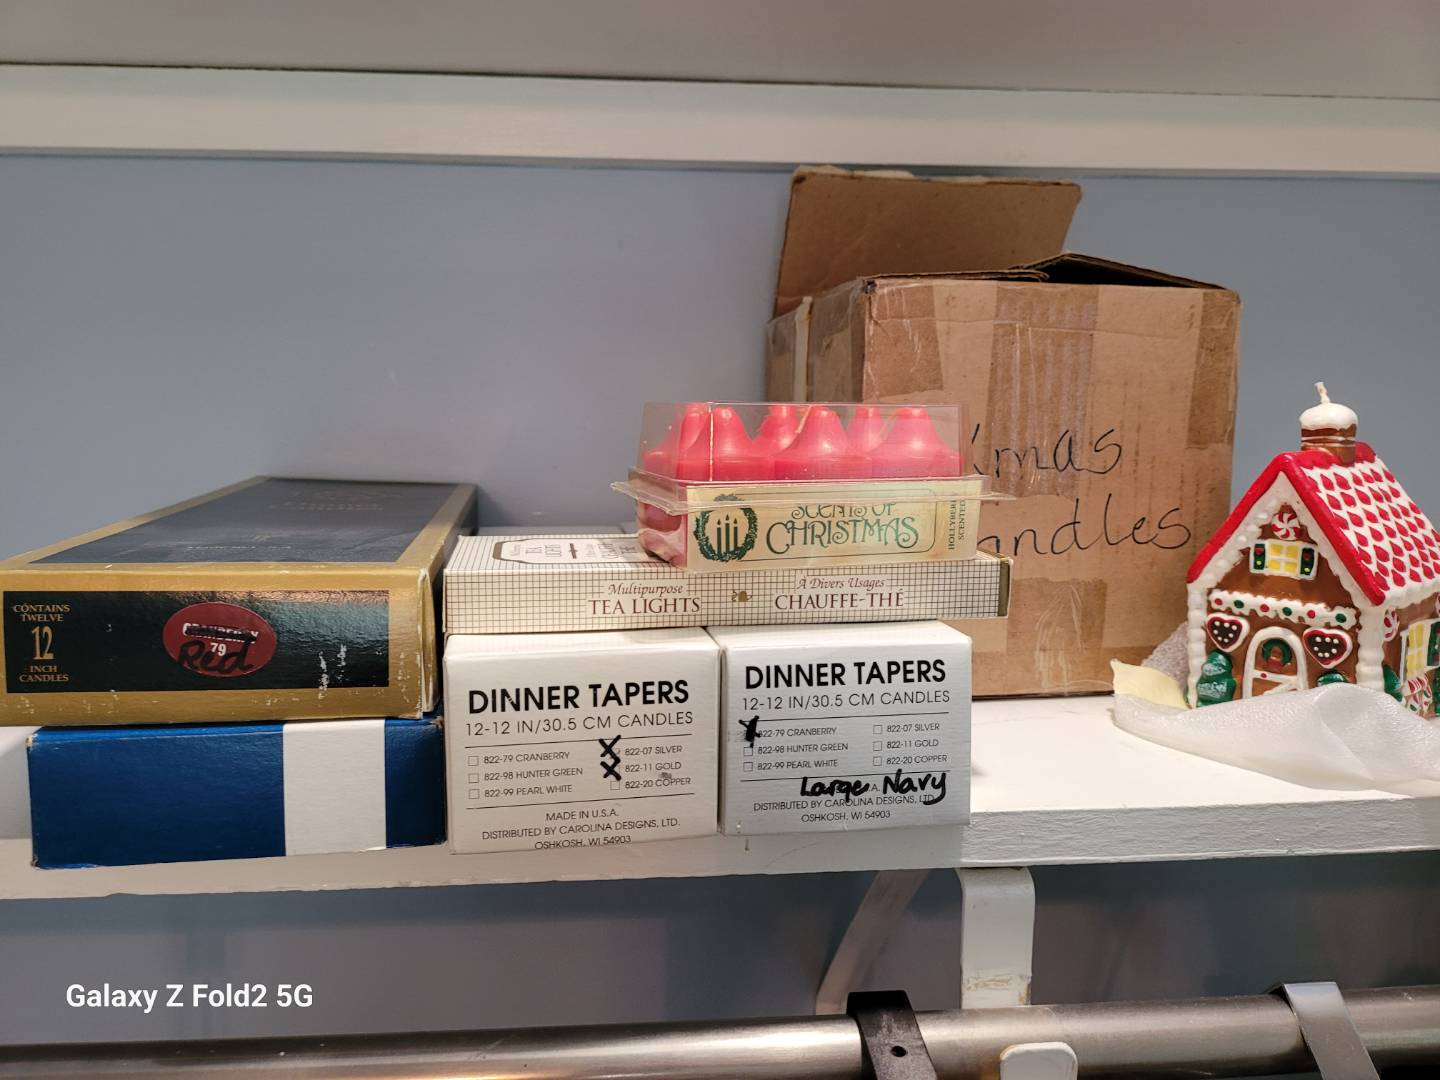 Xmas
Candles
SCENTS OF
CHRISTMAS
HOLLYBERRY
SCENTED
Multipurpose
TEA LIGHTS
A Divers Usages
CHAUFFE-THÉ
CONTAINS
TWELVE
12
INCH
CANDLES
CRANBERRY
79
Red
DINNER TAPERS
12-12 IN/30.5 CM CANDLES
822-79 CRANBERRY
822-98 HUNTER GREEN
822-99 PEARL WHITE
X 822-07 SILVER
X 822-11 GOLD
822-20 COPPER
MADE IN U.S.A.
DISTRIBUTED BY CAROLINA DESIGNS, LTD.
OSHKOSH, WI 54903
DINNER TAPERS
12-12 IN/30.5 CM CANDLES
X 822-79 CRANBERRY
822-98 HUNTER GREEN
822-99 PEARL WHITE
822-07 SILVER
822-11 GOLD
822-20 COPPER
Large Navy
DISTRIBUTED BY CAROLINA DESIGNS, LTD.
OSHKOSH, WI 54903
Galaxy Z Fold2 5G